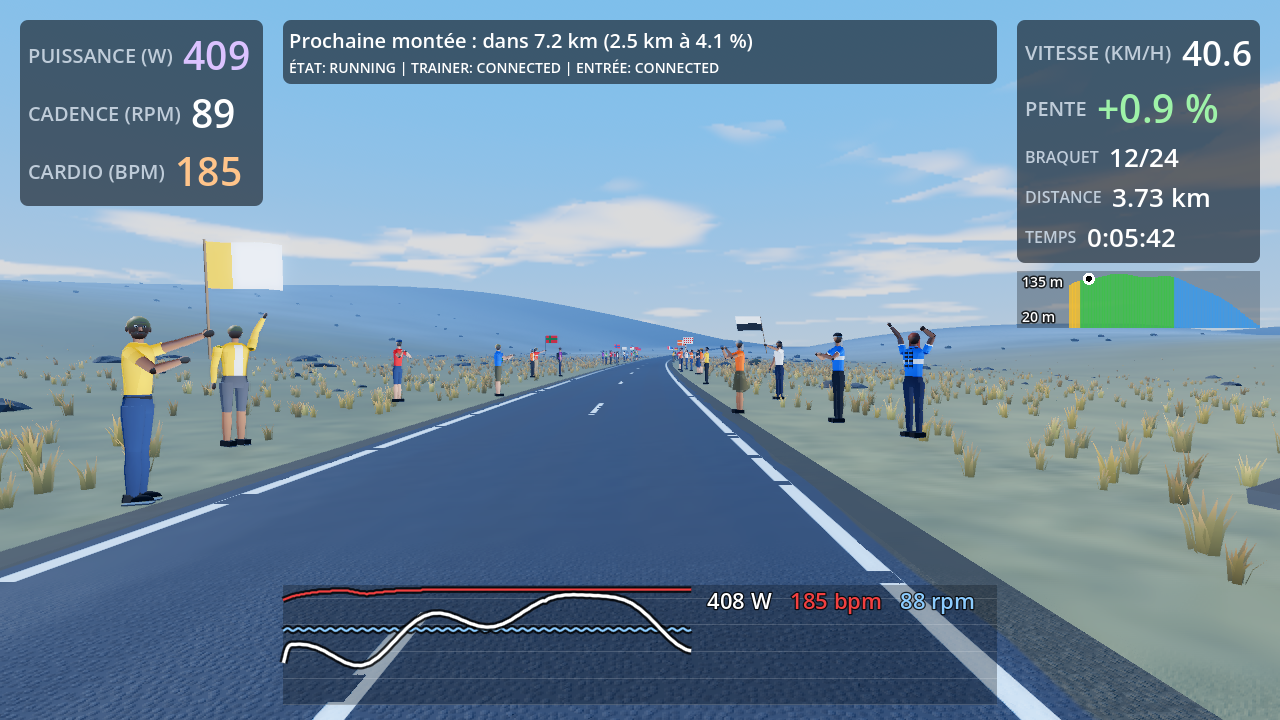 PUISSANCE (W) 409
CADENCE (RPM) 89
CARDIO (BPM) 185
Prochaine montée : dans 7.2 km (2.5 km à 4.1 %)
ÉTAT: RUNNING | TRAINER: CONNECTED | ENTRÉE: CONNECTED
VITESSE (KM/H) 40.6
PENTE +0.9 %
BRAQUET 12/24
DISTANCE 3.73 km
TEMPS 0:05:42
135 m
20 m
408 W 185 bpm 88 rpm